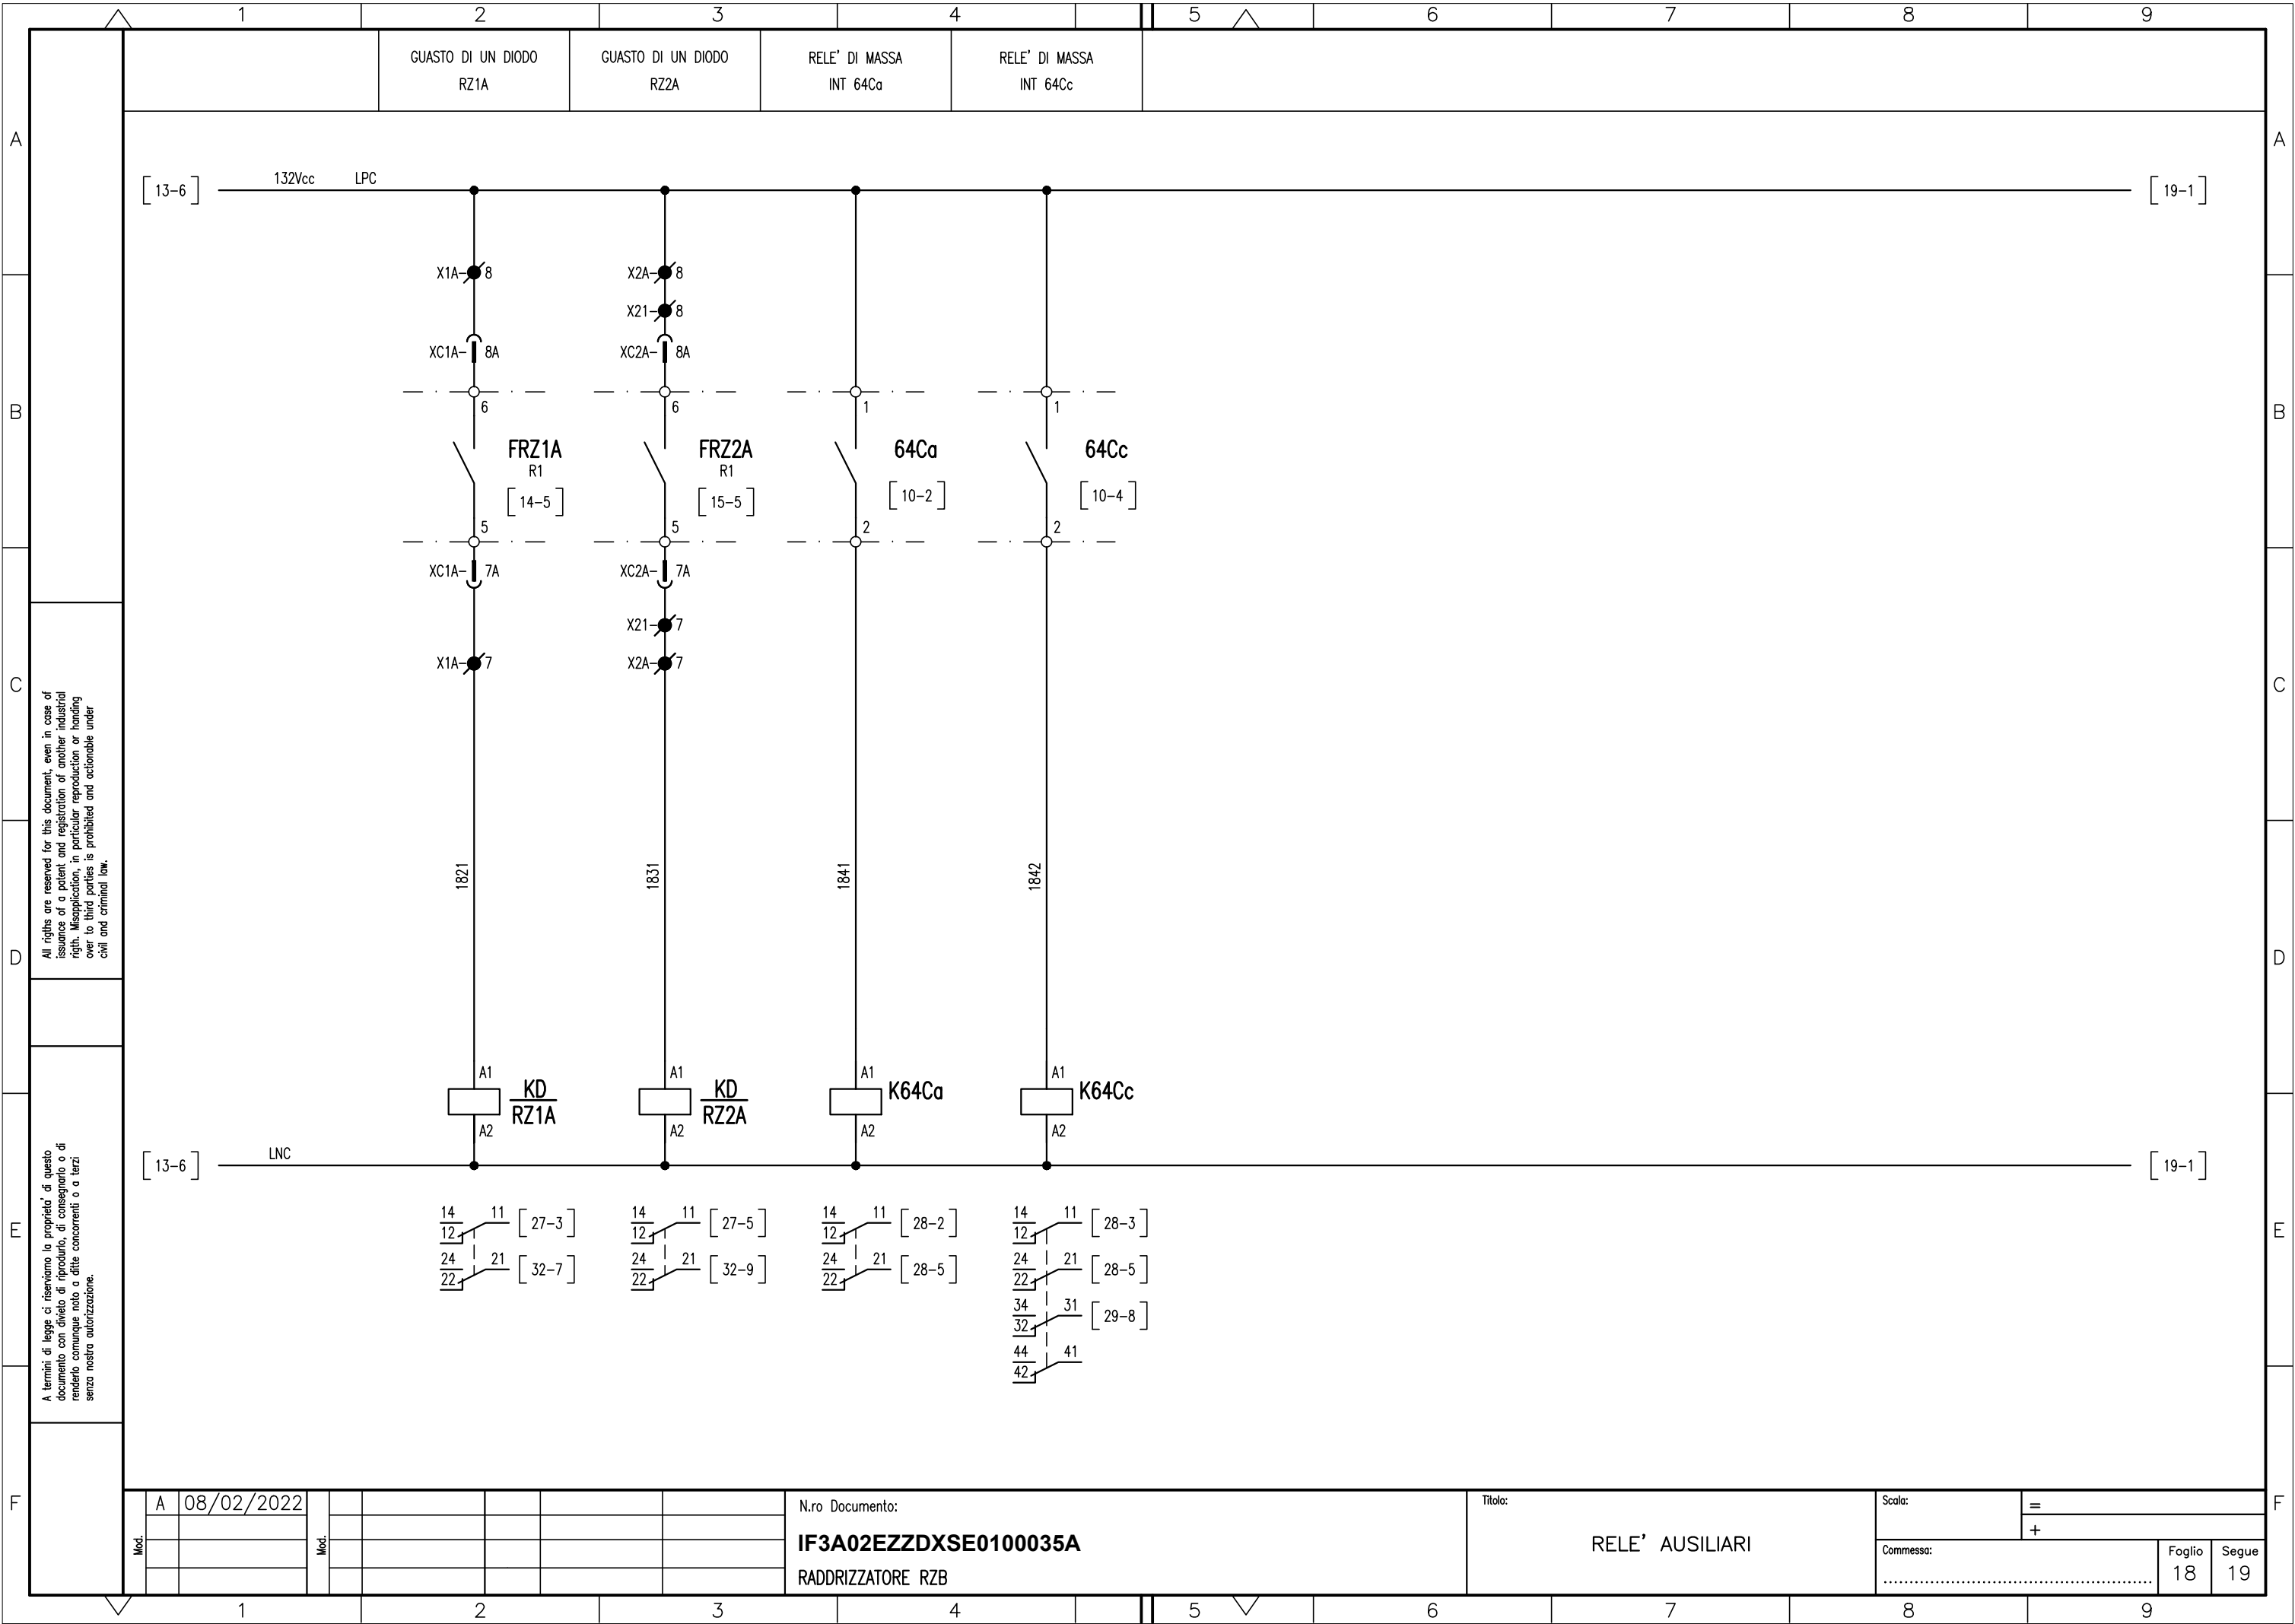 1 2 3 4 5 6 7 8 9
GUASTO DI UN DIODO
RZ1A
GUASTO DI UN DIODO
RZ2A
RELE' DI MASSA
INT 64Ca
RELE' DI MASSA
INT 64Cc
A A
13-6 132Vcc LPC 19-1
X1A- 8 X2A- 8
X21- 8
XC1A- 8A XC2A- 8A
6 6 1 1
B B
FRZ1A
R1
14-5
FRZ2A
R1
15-5
64Ca
10-2
64Cc
10-4
5 5 2 2
XC1A- 7A XC2A- 7A
X21- 7
X1A- 7 X2A- 7
C C
All rigths are reserved for this document, even in case of
issuance of a patent and registration of another industrial
rigth. Misapplication, in particular reproduction or handing
over to third parties is prohibited and actionable under
civil and criminal law.
1821 1831 1841 1842
D D
A1 A1 A1 A1
KD
RZ1A
KD
RZ2A
K64Ca
K64Cc
A2 A2 A2 A2
13-6 LNC 19-1
A termini di legge ci riserviamo la proprieta' di questo
documento con divieto di riprodurlo, di consegnarlo o di
renderlo comunque noto a ditte concorrenti o a terzi
senza nostra autorizzazione.
E E
14 11 27-3
12
24 21 32-7
22
14 11 27-5
12
24 21 32-9
22
14 11 28-2
12
24 21 28-5
22
14 11 28-3
12
24 21 28-5
22
34 31 29-8
32
44 41
42
F F
Mod. A 08/02/2022 Mod.
N.ro Documento:
IF3A02EZZDXSE0100035A
RADDRIZZATORE RZB
Titolo:
RELE' AUSILIARI
Scala:
=
+
Commessa:
Foglio
18
Segue
19
1 2 3 4 5 6 7 8 9